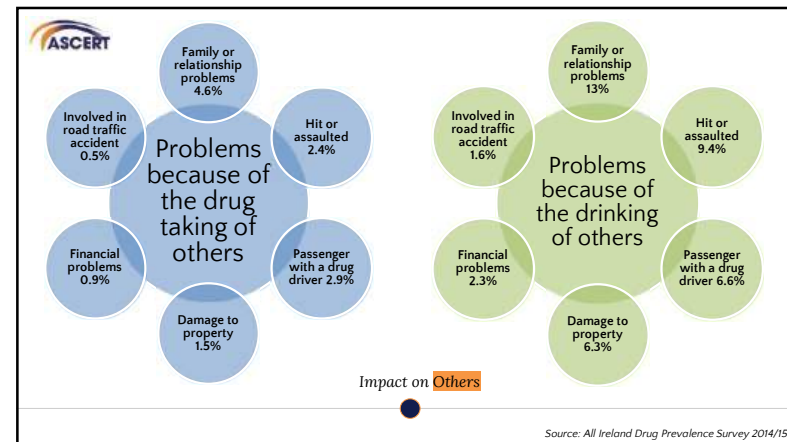 ASCERT
Family or
relationship
problems
4.6%
Hit or
assaulted
2.4%
Passenger
with a drug
driver 2.9%
Damage to
property
1.5%
Financial
problems
0.9%
Involved in
road traffic
accident
0.5%
Problems
because of
the drug
taking of
others
Family or
relationship
problems
13%
Hit or
assaulted
9.4%
Passenger
with a drug
driver 6.6%
Damage to
property
6.3%
Financial
problems
2.3%
Involved in
road traffic
accident
1.6%
Problems
because of
the drinking
of others
Impact on Others
Source: All Ireland Drug Prevalence Survey 2014/15